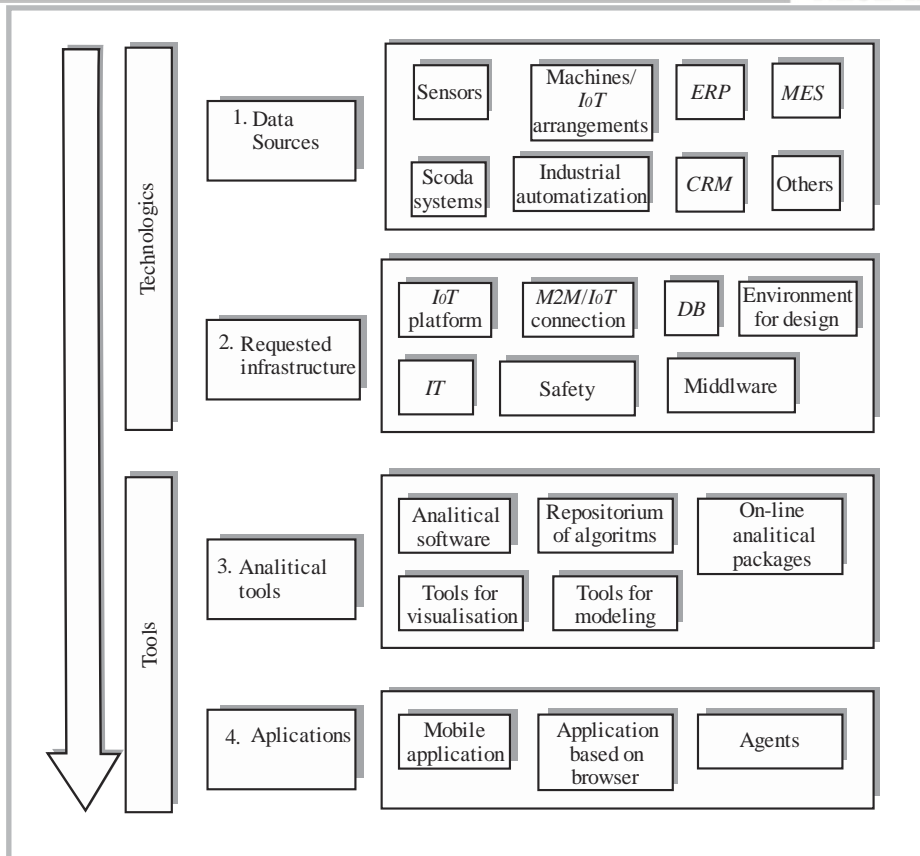 Technologics
1. Data
Sources
Sensors
Machines/
IoT
arrangements
ERP
MES
Scoda
systems
Industrial
automatization
CRM
Others
2. Requested
infrastructure
IoT
platform
M2M/IoT
connection
DB
Environment
for design
IT
Safety
Middlware
Tools
3. Analitical
tools
Analitical
software
Repositorium
of algoritms
On-line
analitical
packages
Tools for
visualisation
Tools for
modeling
4. Aplications
Mobile
application
Application
based on
browser
Agents